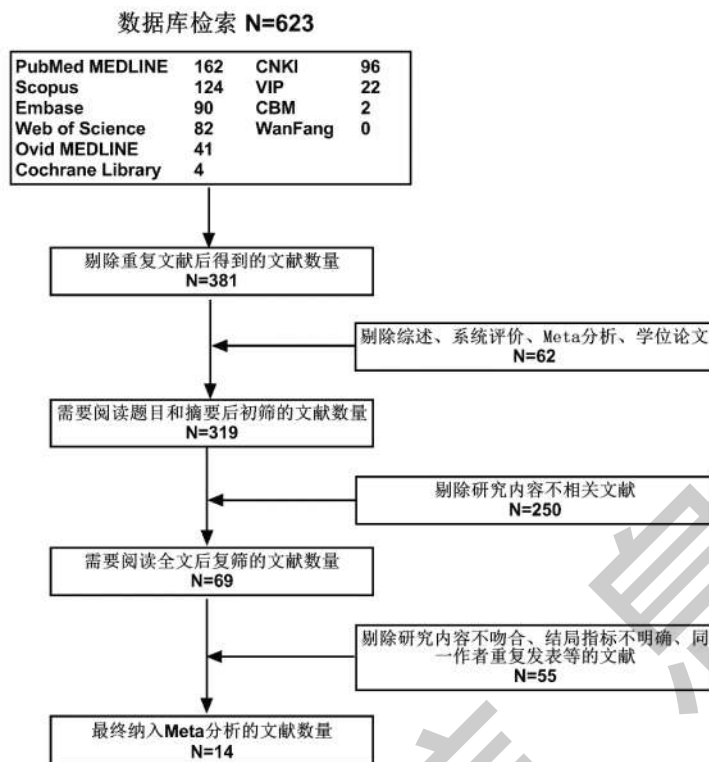 数据库检索 N=623
PubMed MEDLINE 162 CNKI 96
Scopus 124 VIP 22
Embase 90 CBM 2
Web of Science 82 WanFang 0
Ovid MEDLINE 41
Cochrane Library 4
剔除重复文献后得到的文献数量
N=381
剔除综述、系统评价、Meta分析、学位论文
N=62
需要阅读题目和摘要后初筛的文献数量
N=319
剔除研究内容不相关文献
N=250
需要阅读全文后复筛的文献数量
N=69
剔除研究内容不吻合、结局指标不明确、同
一作者重复发表等的文献
N=55
最终纳入Meta分析的文献数量
N=14